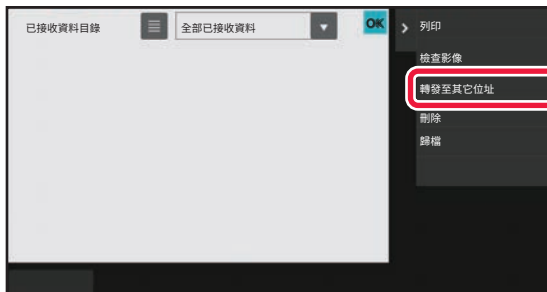 已接收資料目錄
全部已接收資料
OK
列印
檢查影像
轉發至其它位址
刪除
歸檔